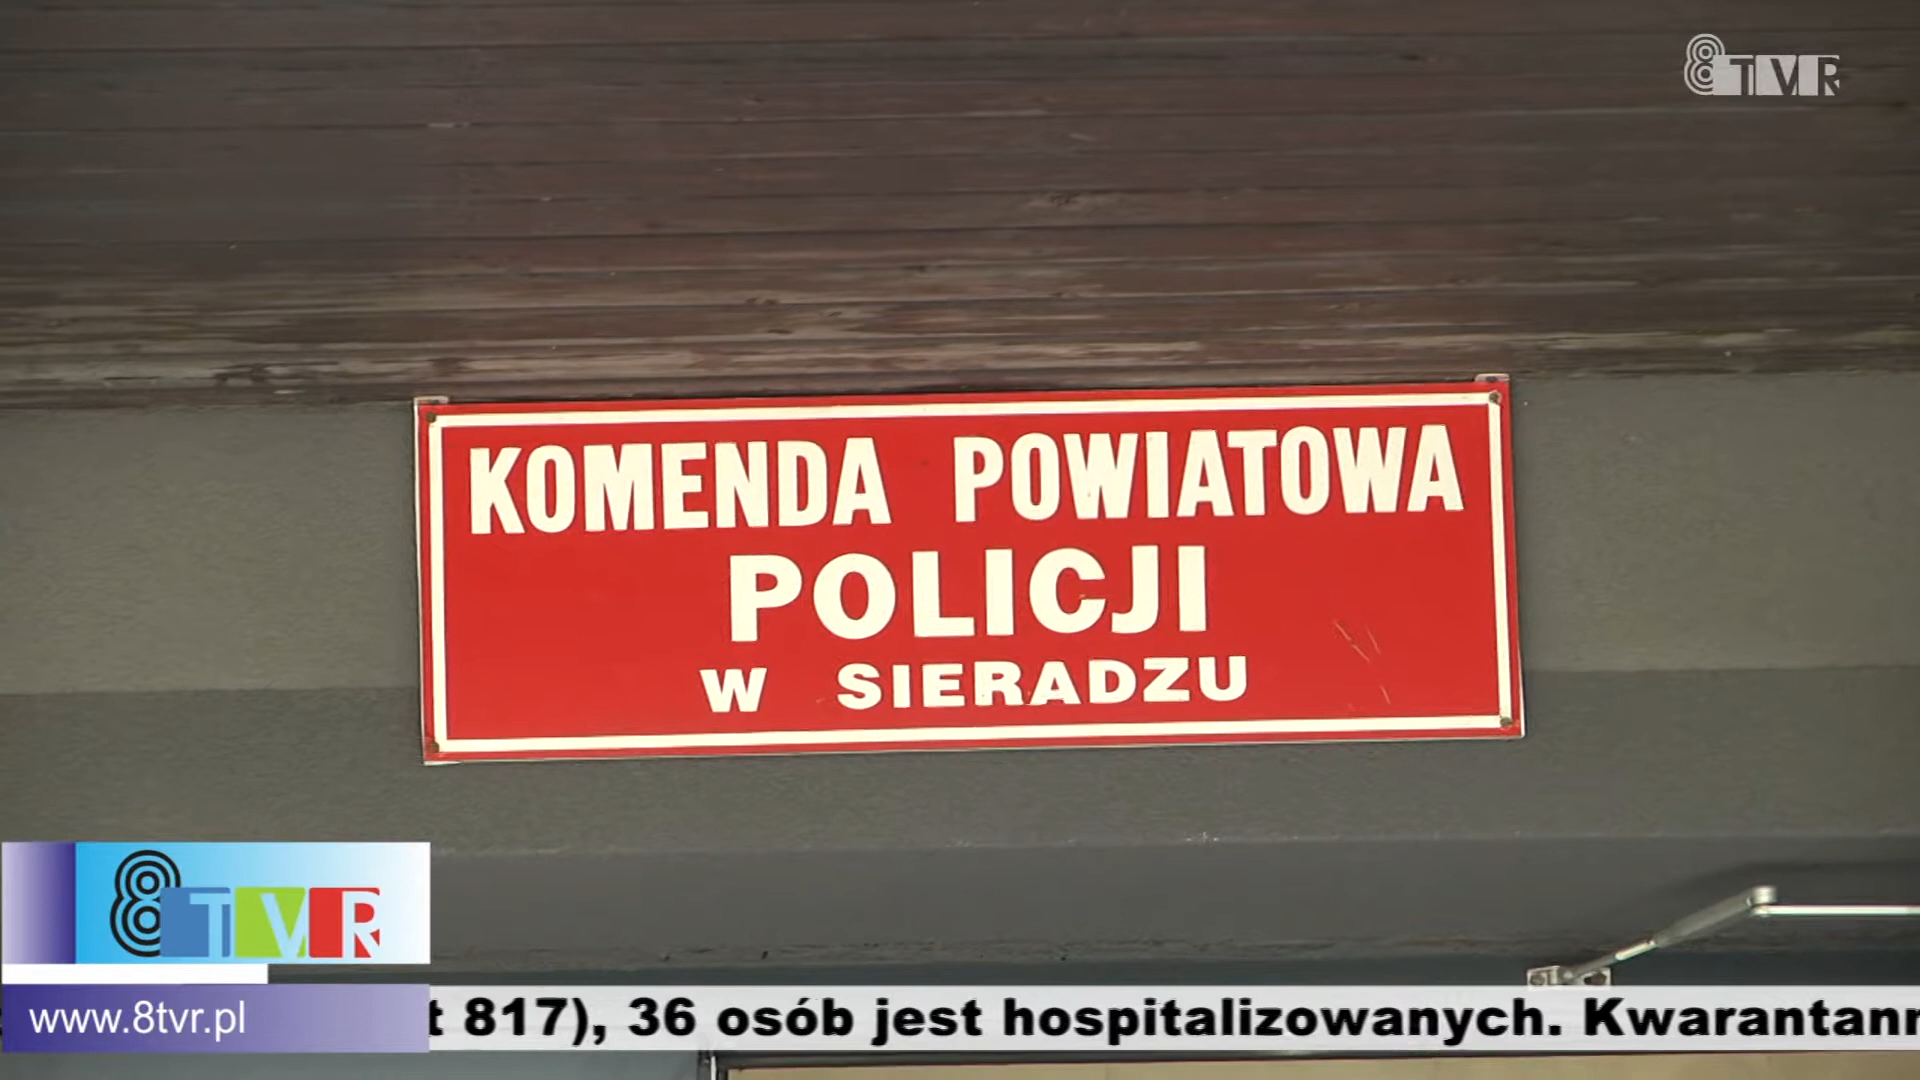 8TVR
KOMENDA POWIATOWA
POLICJI
W SIERADZU
8TVR
www.8tvr.pl
817), 36 osób jest hospitalizowanych.